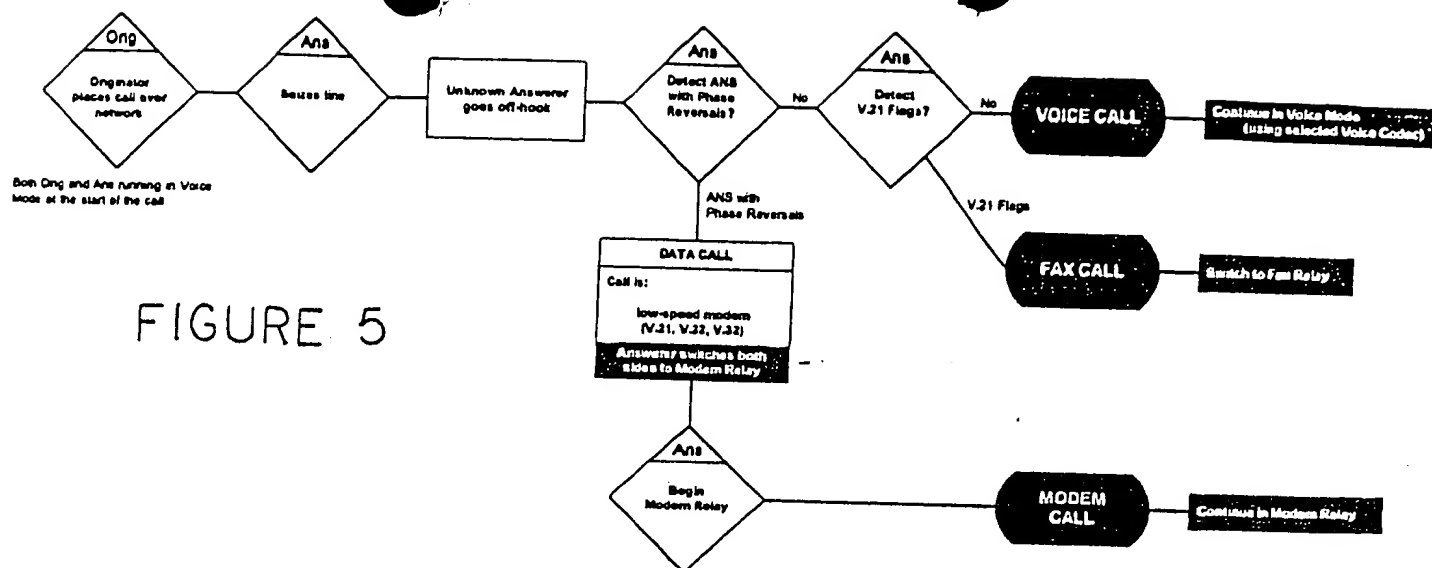 Ong
Originator
places call over
network
Both Ong and Ans running in Voice
Mode at the start of the call
Ans
Seizes line
Unknown Answerer
goes off-hook
Ans
Detect ANS
with Phase
Reversals?
No
Ans
Detect
V.21 Flags?
No
VOICE CALL
Continue in Voice Mode
(using selected Voice Codec)
V.21 Flags
FAX CALL
Switch to Fax Relay
ANS with
Phase Reversals
DATA CALL
Call is:
low-speed modem
(V.21, V.22, V.32)
Answerer switches both
sides to Modem Relay
Ans
Begin
Modem Relay
MODEM
CALL
Continue in Modem Relay
FIGURE 5